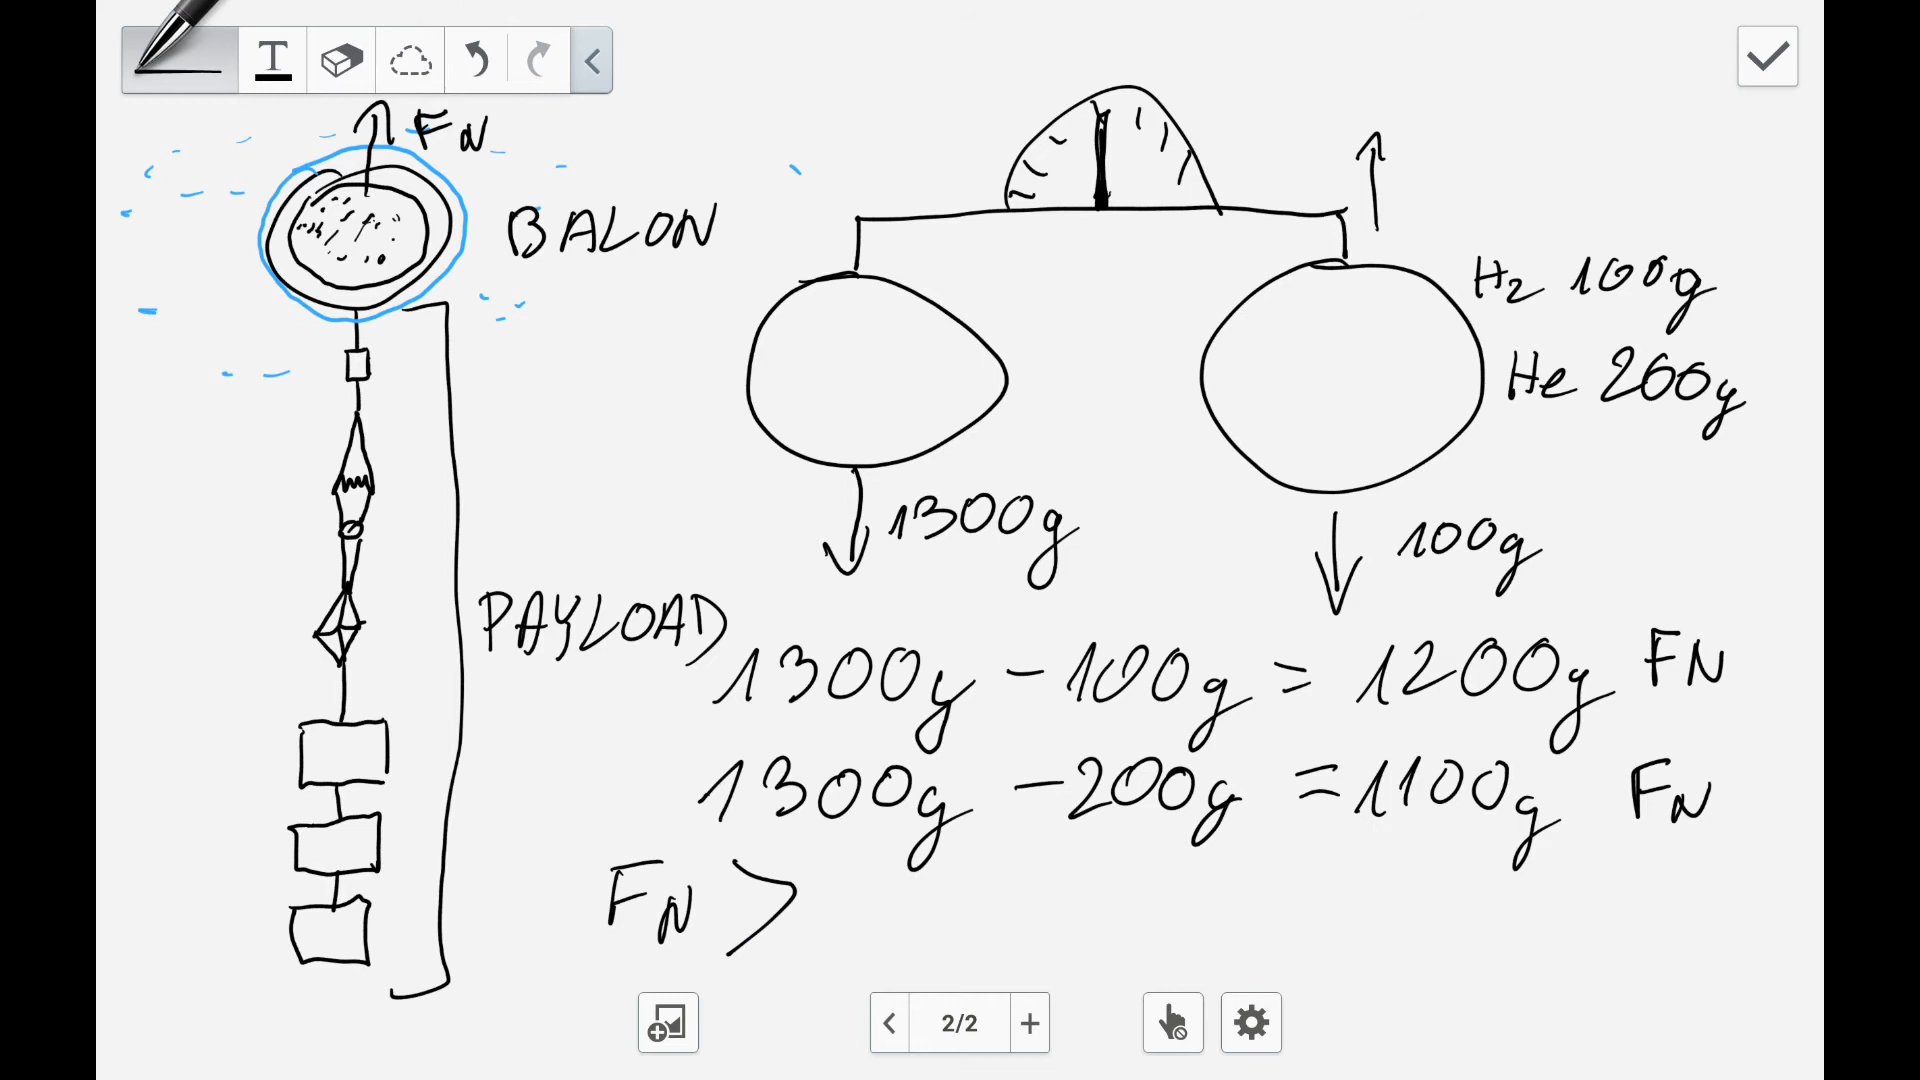 T
FN
BALON
H2 100g
He 200g
1300g
100g
PAYLOAD
1300g - 100g = 1200g FN
1300g - 200g = 1100g FN
FN >
2/2